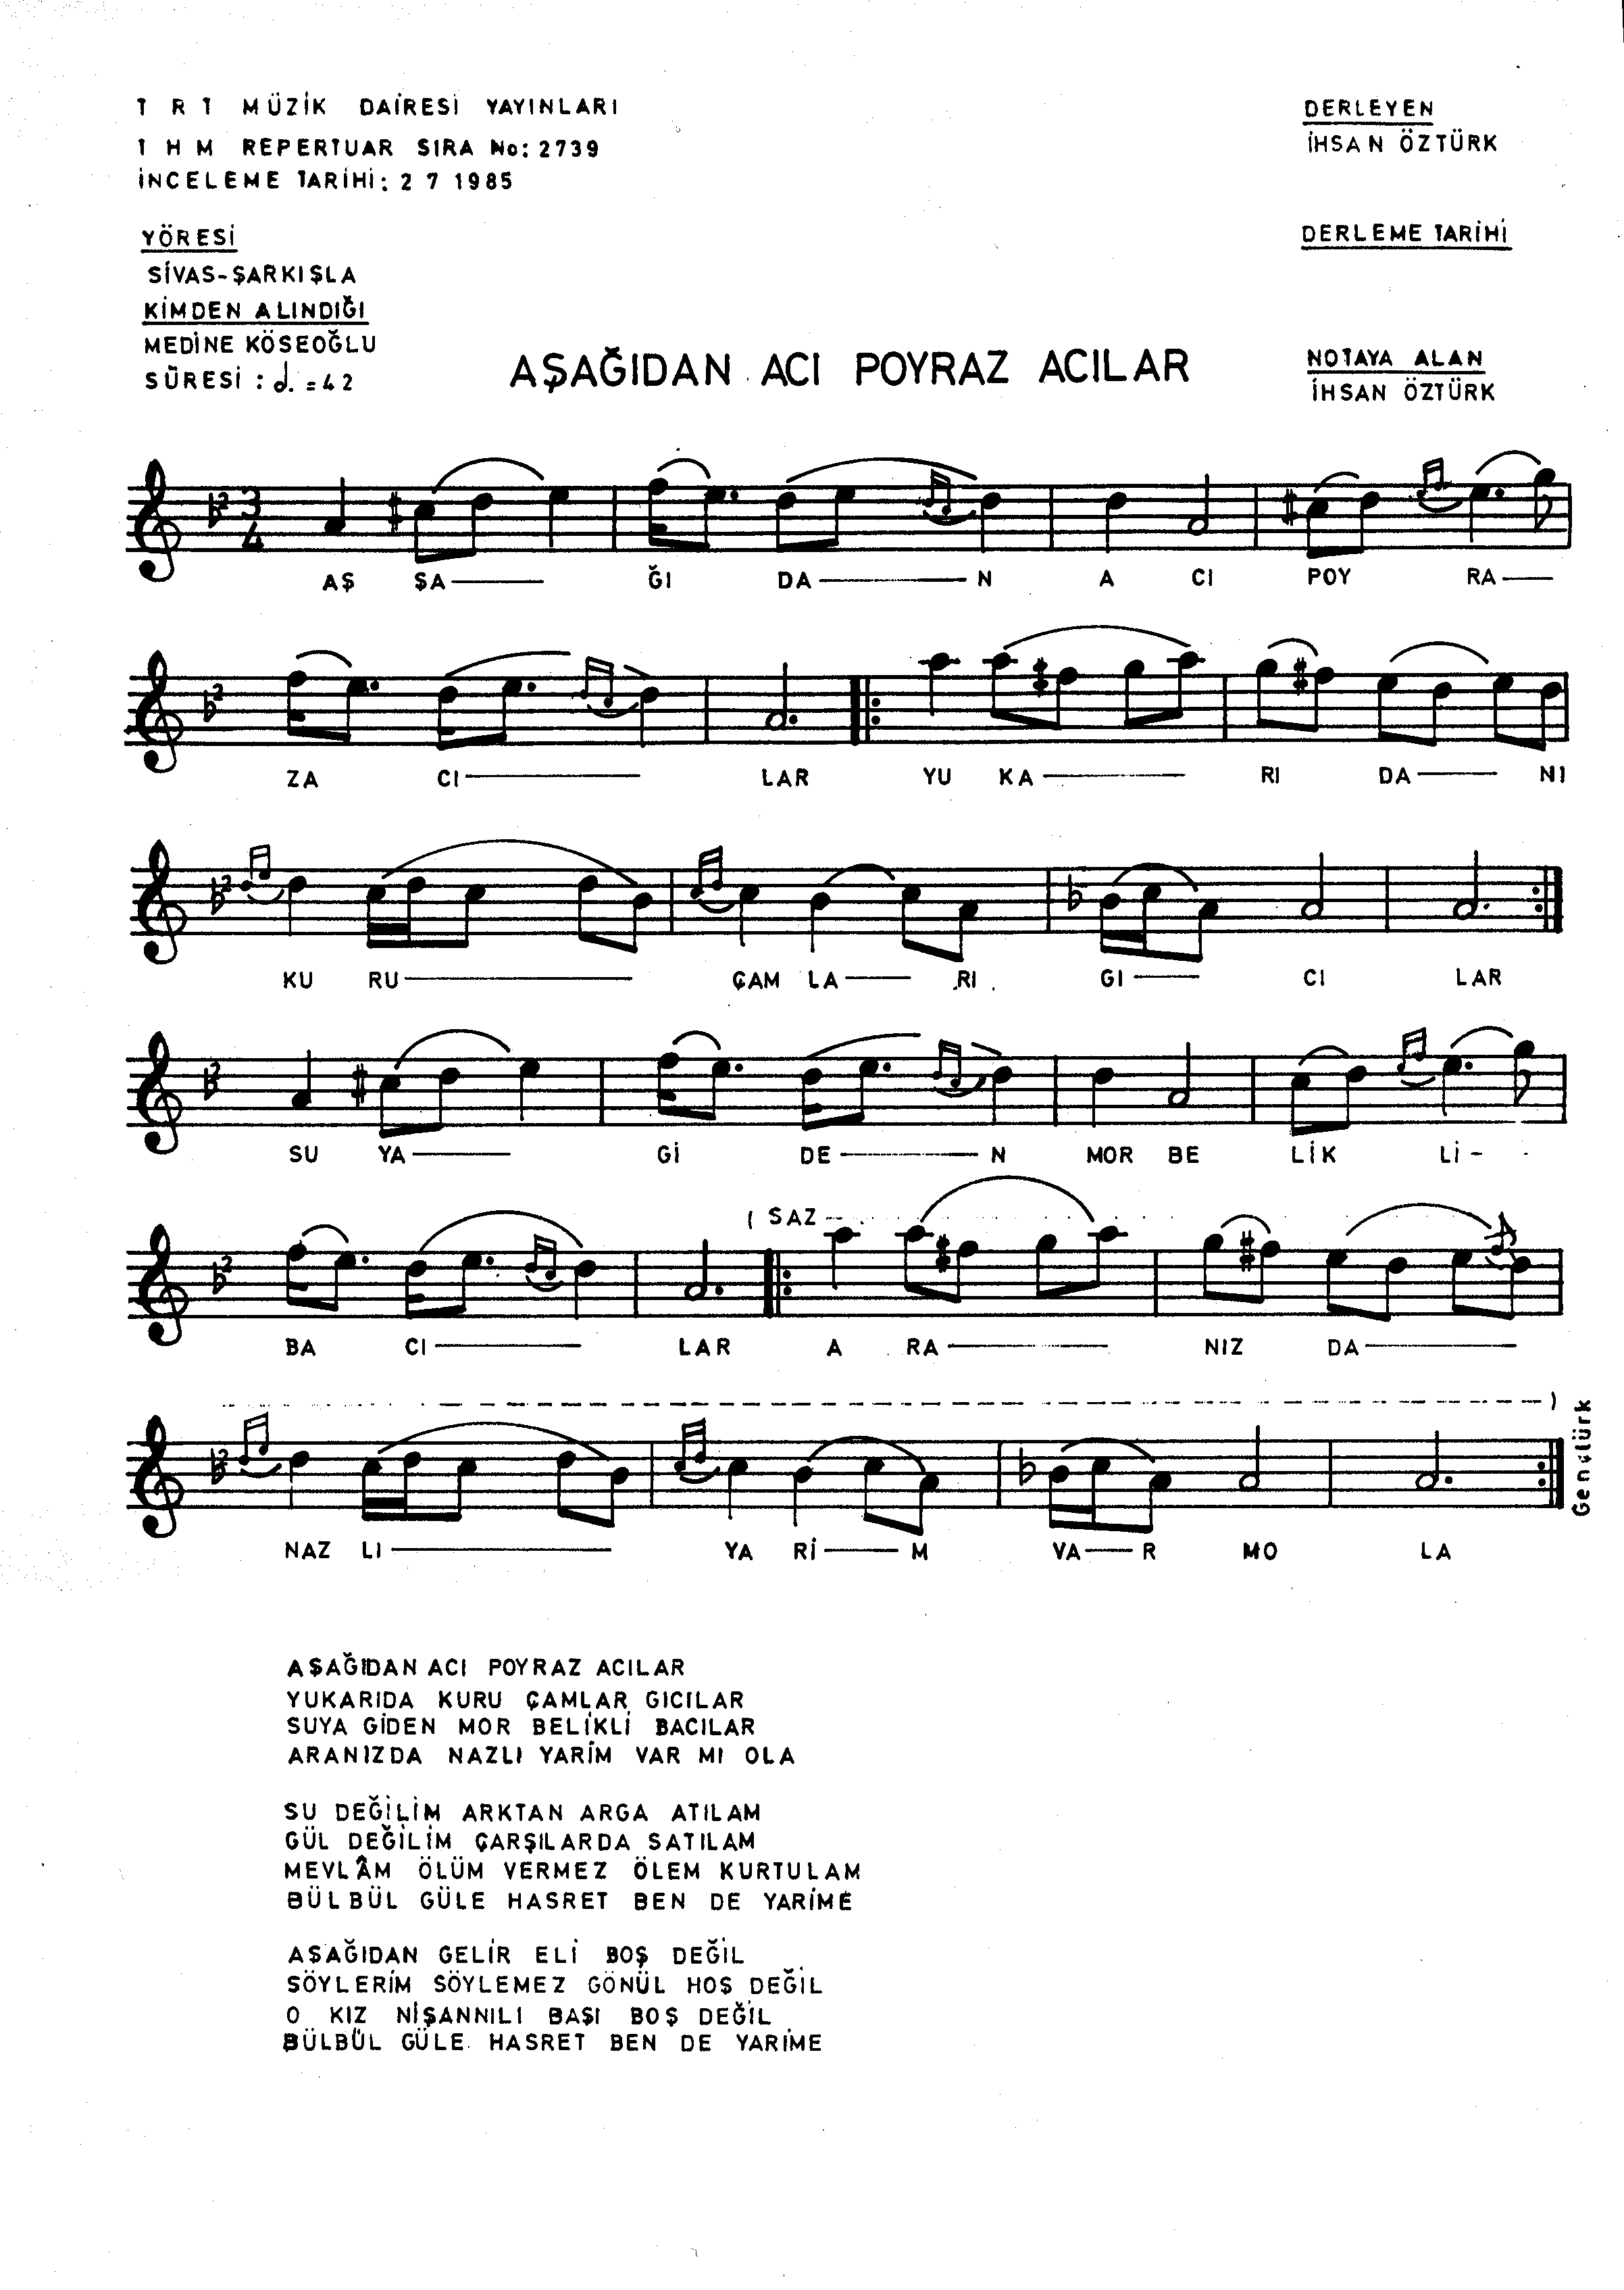 T R T MÜZİK DAİRESİ YAYINLARI
T H M REPERTUAR SIRA No: 2739
İNCELEME TARİHİ: 2 7 1985
DERLEYEN
İHSAN ÖZTÜRK
YÖRESİ
SİVAS-ŞARKIŞLA
DERLEME TARİHİ
KİMDEN ALINDIĞI
MEDİNE KÖSEOĞLU
SÜRESİ : 𝅗𝅥. = 42
AŞAĞIDAN ACI POYRAZ ACILAR
NOTAYA ALAN
İHSAN ÖZTÜRK
AŞ ŞA ĞI DA N A CI POY RA
ZA CI LAR YU KA RI DA NI
KU RU ÇAM LA RI GI CI LAR
SU YA Gİ DE N MOR BE LİK Lİ -
( SAZ
BA CI LAR A RA NIZ DA
)
NAZ LI YA Rİ M VA R MO LA
Gençtürk
AŞAĞIDAN ACI POYRAZ ACILAR
YUKARIDA KURU ÇAMLAR GICILAR
SUYA GİDEN MOR BELİKLİ BACILAR
ARANIZDA NAZLI YARİM VAR MI OLA
SU DEĞİLİM ARKTAN ARGA ATILAM
GÜL DEĞİLİM ÇARŞILARDA SATILAM
MEVLÂM ÖLÜM VERMEZ ÖLEM KURTULAM
BÜLBÜL GÜLE HASRET BEN DE YARİME
AŞAĞIDAN GELİR ELİ BOŞ DEĞİL
SÖYLERİM SÖYLEMEZ GÖNÜL HOŞ DEĞİL
O KIZ NİŞANNILI BAŞI BOŞ DEĞİL
BÜLBÜL GÜLE HASRET BEN DE YARİME